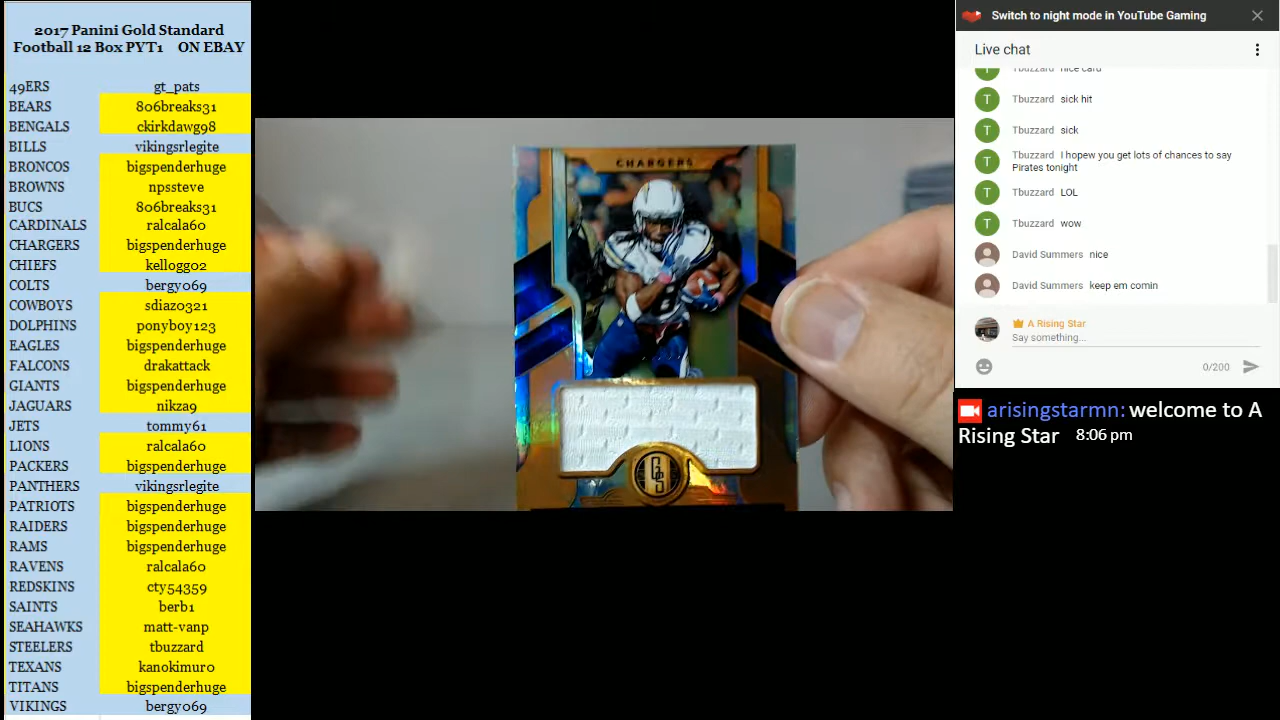 2017 Panini Gold Standard
Football 12 Box PYT1 ON EBAY
49ERS gt_pats
BEARS 806breaks31
BENGALS ckirkdawg98
BILLS vikingsrlegite
BRONCOS bigspenderhuge
BROWNS npssteve
BUCS 806breaks31
CARDINALS ralcala60
CHARGERS bigspenderhuge
CHIEFS kellogg02
COLTS bergy069
COWBOYS sdiaz0321
DOLPHINS ponyboy123
EAGLES bigspenderhuge
FALCONS drakattack
GIANTS bigspenderhuge
JAGUARS nikza9
JETS tommy61
LIONS ralcala60
PACKERS bigspenderhuge
PANTHERS vikingsrlegite
PATRIOTS bigspenderhuge
RAIDERS bigspenderhuge
RAMS bigspenderhuge
RAVENS ralcala60
REDSKINS cty54359
SAINTS berb1
SEAHAWKS matt-vanp
STEELERS tbuzzard
TEXANS kanokimuro
TITANS bigspenderhuge
VIKINGS bergy069
CHARGERS
GS
Switch to night mode in YouTube Gaming
Live chat
T Tbuzzard nice card
T Tbuzzard sick hit
T Tbuzzard sick
T Tbuzzard I hopew you get lots of chances to say
Pirates tonight
T Tbuzzard LOL
T Tbuzzard wow
David Summers nice
David Summers keep em comin
A Rising Star
Say something...
0/200
arisingstarmn: welcome to A
Rising Star 8:06 pm